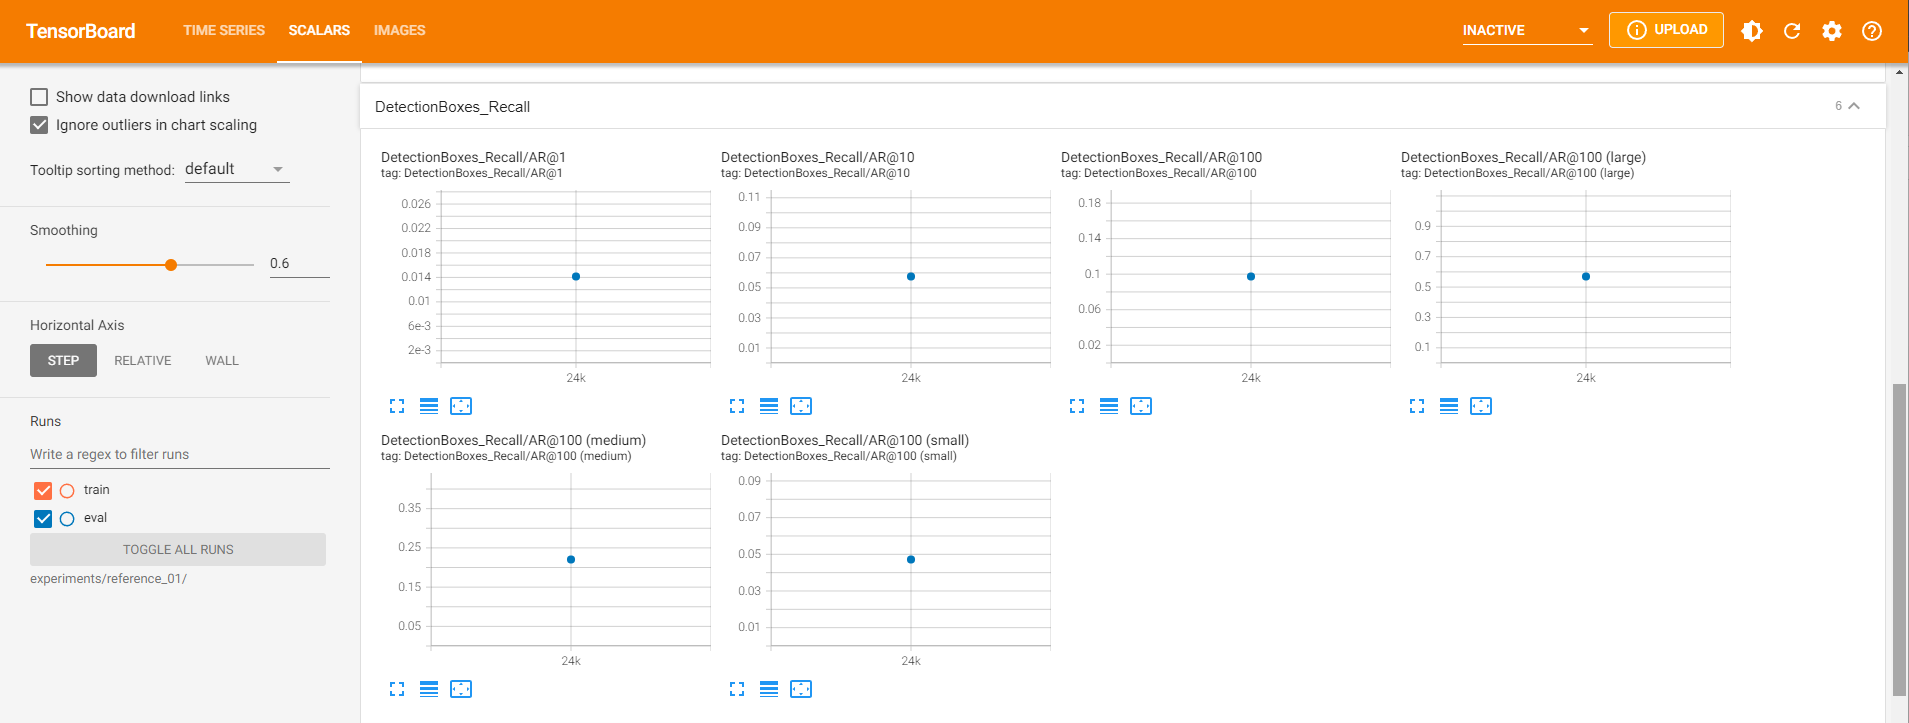 TensorBoard
TIME SERIES
SCALARS
IMAGES
INACTIVE
UPLOAD
Show data download links
Ignore outliers in chart scaling
Tooltip sorting method: default
Smoothing
0.6
Horizontal Axis
STEP
RELATIVE
WALL
Runs
Write a regex to filter runs
train
eval
TOGGLE ALL RUNS
experiments/reference_01/
DetectionBoxes_Recall
6
DetectionBoxes_Recall/AR@1
tag: DetectionBoxes_Recall/AR@1
0.026
0.022
0.018
0.014
0.01
6e-3
2e-3
24k
DetectionBoxes_Recall/AR@10
tag: DetectionBoxes_Recall/AR@10
0.11
0.09
0.07
0.05
0.03
0.01
24k
DetectionBoxes_Recall/AR@100
tag: DetectionBoxes_Recall/AR@100
0.18
0.14
0.1
0.06
0.02
24k
DetectionBoxes_Recall/AR@100 (large)
tag: DetectionBoxes_Recall/AR@100 (large)
0.9
0.7
0.5
0.3
0.1
24k
DetectionBoxes_Recall/AR@100 (medium)
tag: DetectionBoxes_Recall/AR@100 (medium)
0.35
0.25
0.15
0.05
24k
DetectionBoxes_Recall/AR@100 (small)
tag: DetectionBoxes_Recall/AR@100 (small)
0.09
0.07
0.05
0.03
0.01
24k